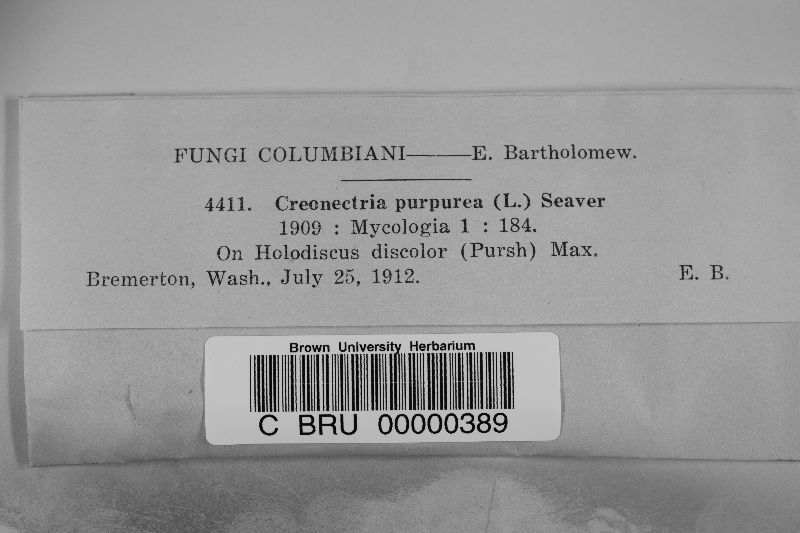 FUNGI COLUMBIANI——E. Bartholomew.
4411. Creonectria purpurea (L.) Seaver
1909 : Mycologia 1 : 184.
On Holodiscus discolor (Pursh) Max.
Bremerton, Wash., July 25, 1912. E. B.
Brown University Herbarium
C BRU 00000389